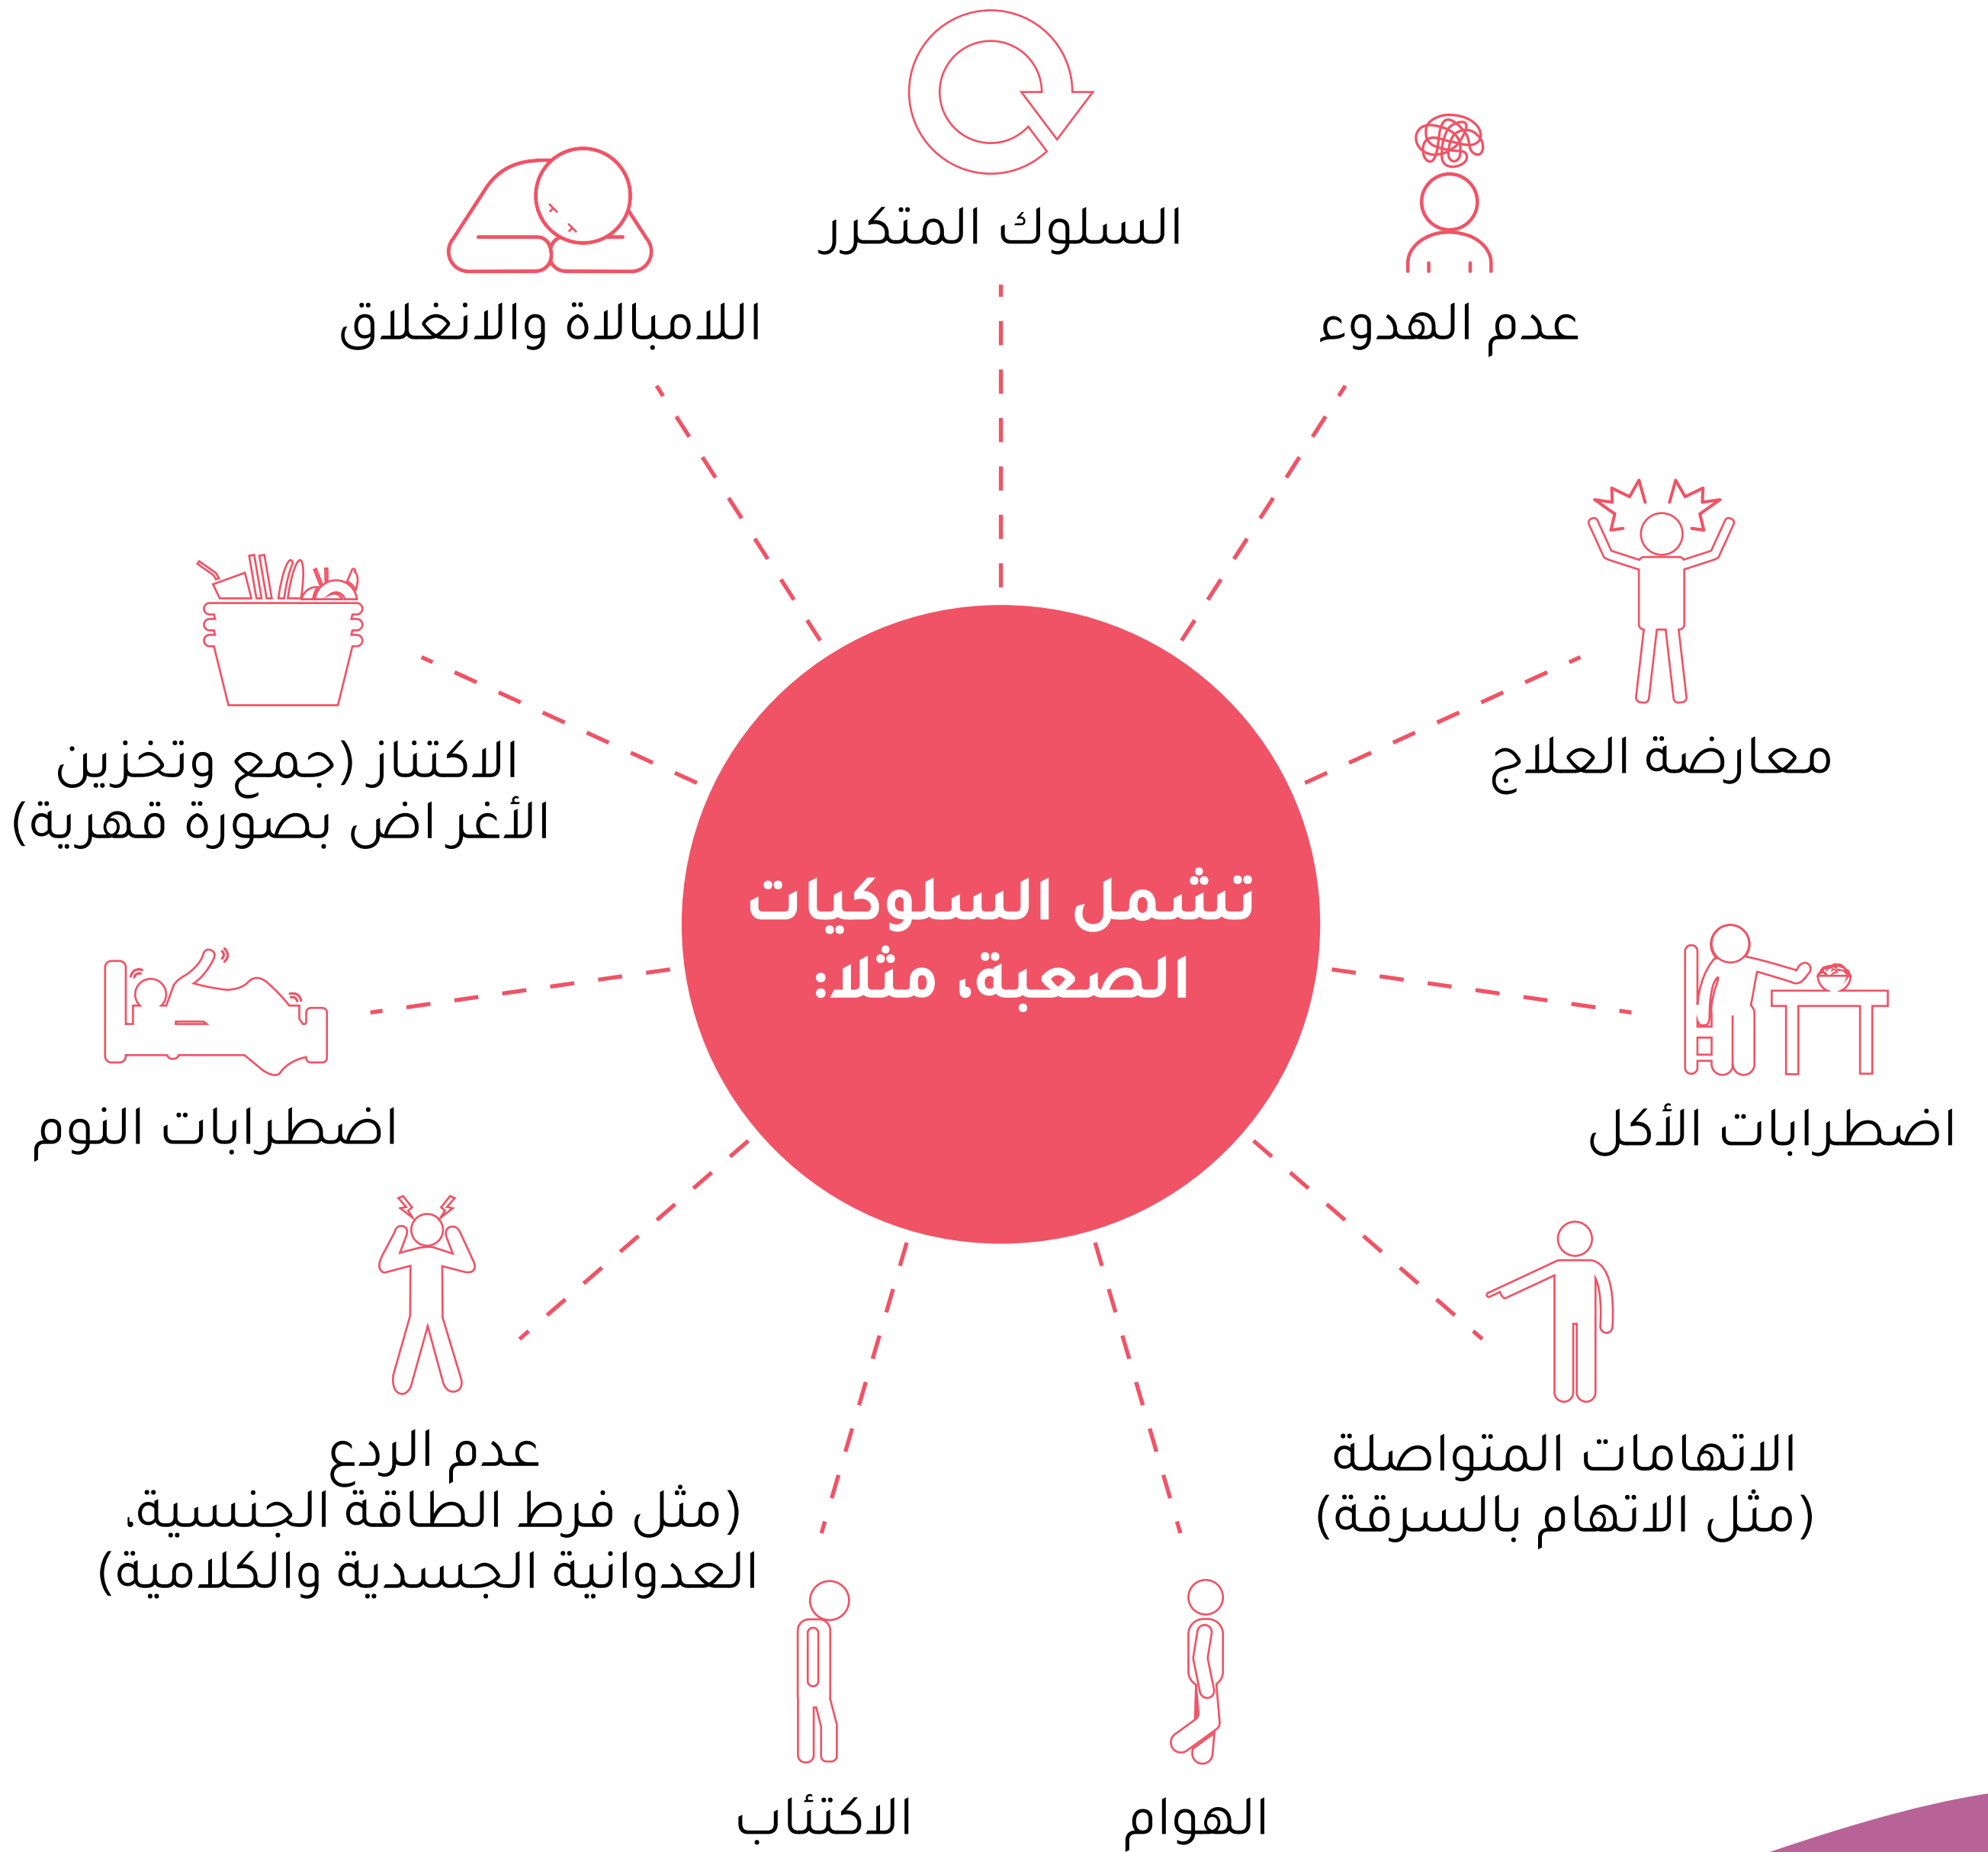 السلوك المتكرر
عدم الهدوء
اللامبالاة والانغلاق
معارضة العلاج
الاكتناز (جمع وتخزين
الأغراض بصورة قهرية)
تشمل السلوكيات
الصعبة، مثلا:
اضطرابات الأكل
اضطرابات النوم
الاتهامات المتواصلة
(مثل الاتهام بالسرقة)
عدم الردع
(مثل فرط الطاقة الجنسية،
العدوانية الجسدية والكلامية)
الهوام
الاكتئاب